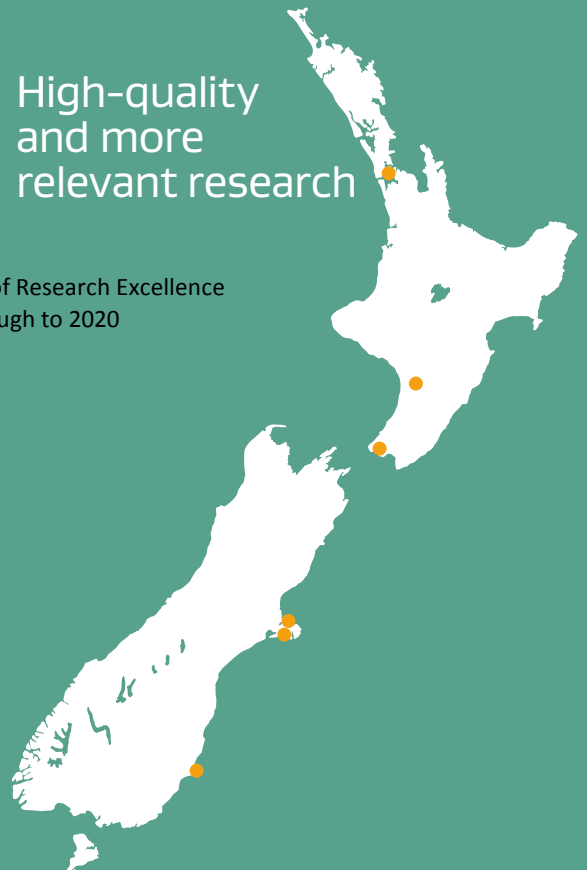 High-quality
and more
relevant research
of Research Excellence
ugh to 2020